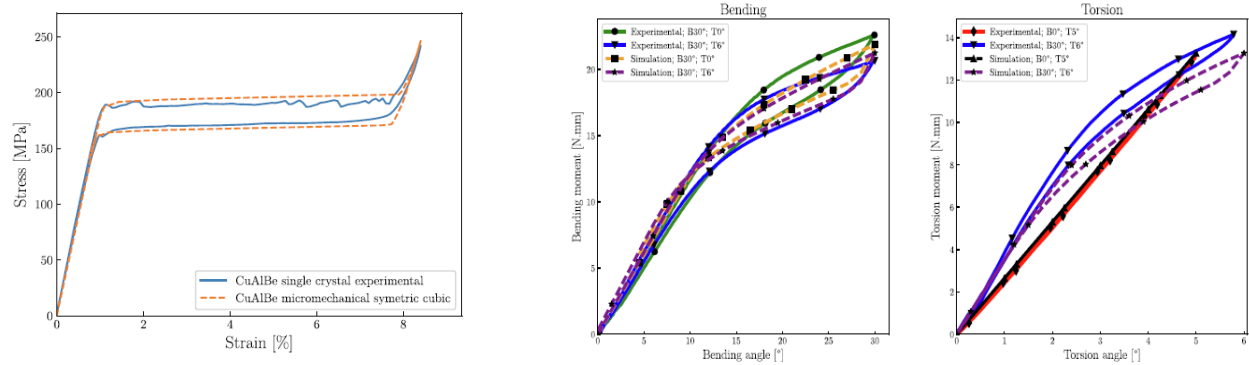 250
200
150
100
50
0
0
2
4
6
8
Stress [MPa]
Strain [%]
CuAlBe single crystal experimental
CuAlBe micromechanical symetric cubic
Bending
Experimental; B30°; T0°
Experimental; B30°; T6°
Simulation; B30°; T0°
Simulation; B30°; T6°
20
15
10
5
0
0
5
10
15
20
25
30
Bending moment [N.mm]
Bending angle [°]
Torsion
Experimental; B0°; T5°
Experimental; B30°; T6°
Simulation; B0°; T5°
Simulation; B30°; T6°
14
12
10
8
6
4
2
0
0
1
2
3
4
5
6
Torsion moment [N.mm]
Torsion angle [°]